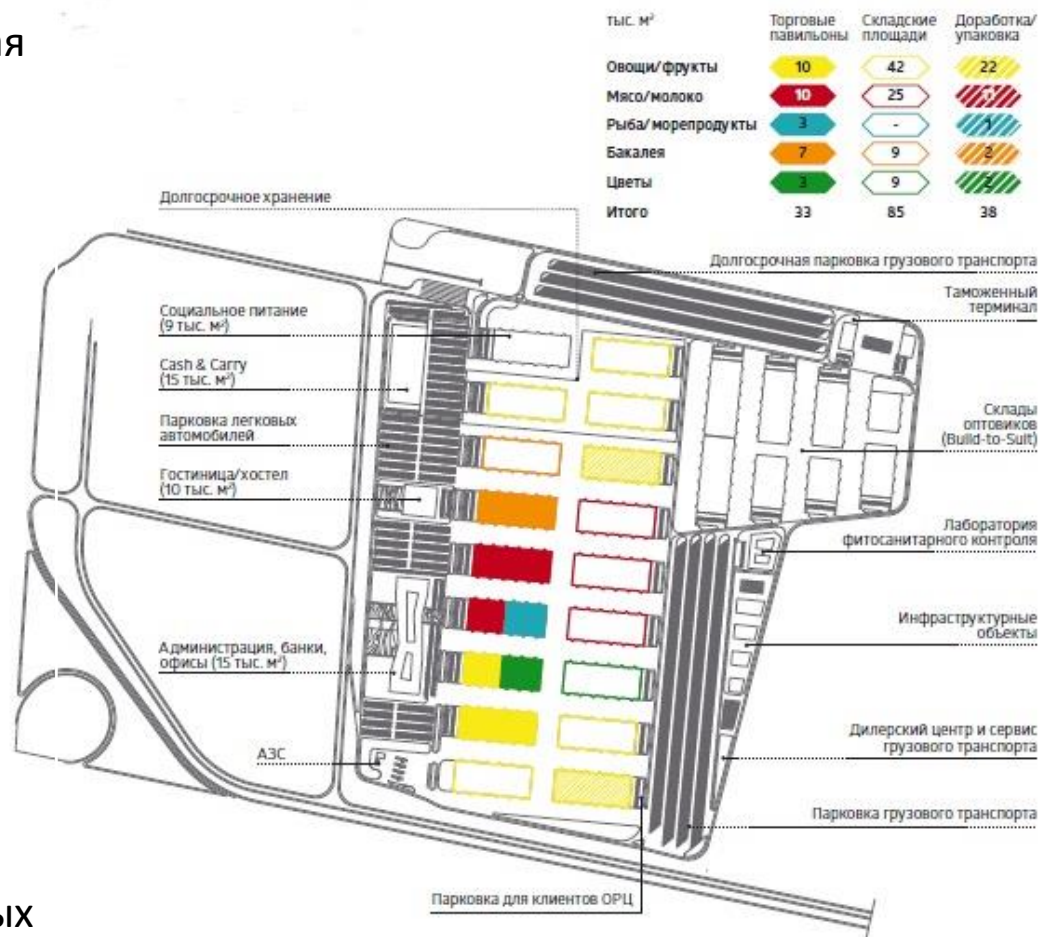 ая
тыс. м²
Торговые павильоны
Складские площади
Доработка/упаковка
Овощи/фрукты 10 42 22
Мясо/молоко 10 25
Рыба/морепродукты 3 - 1
Бакалея 7 9 2
Цветы 3 9 2
Итого 33 85 38
Долгосрочное хранение
Долгосрочная парковка грузового транспорта
Таможенный
терминал
Социальное питание
(9 тыс. м²)
Cash & Carry
(15 тыс. м²)
Парковка легковых
автомобилей
Гостиница/хостел
(10 тыс. м²)
Склады
оптовиков
(Build-to-Suit)
Лаборатория
фитосанитарного контроля
Инфраструктурные
объекты
Администрация, банки,
офисы (15 тыс. м²)
Дилерский центр и сервис
грузового транспорта
АЗС
Парковка грузового транспорта
Парковка для клиентов ОРЦ
ых